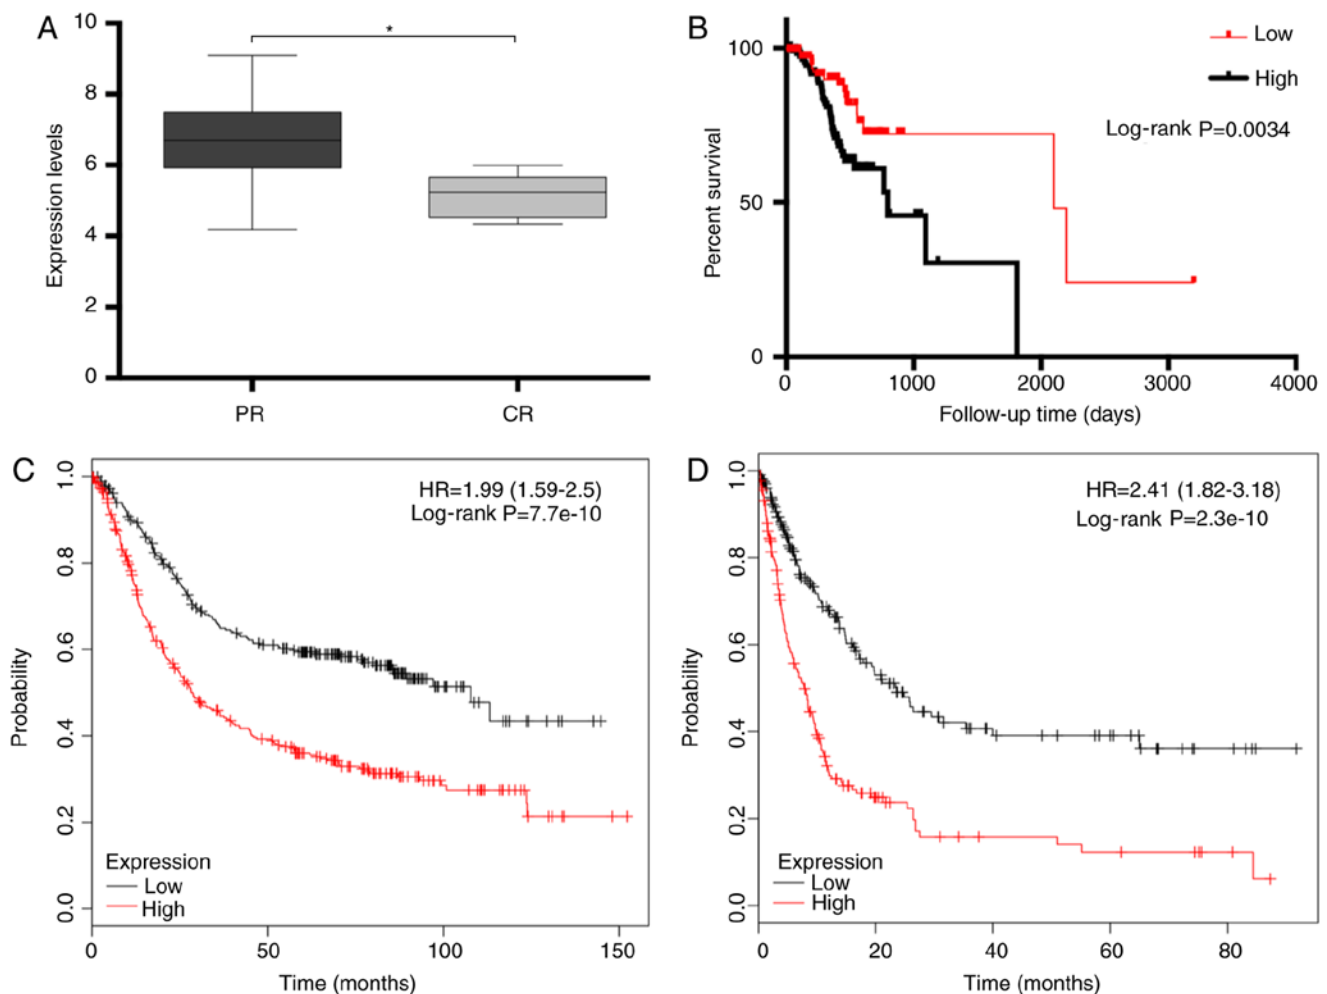 A
10
8
6
4
2
0
Expression levels
*
PR
CR
B
100
50
0
Percent survival
Low
High
Log-rank P=0.0034
0
1000
2000
3000
4000
Follow-up time (days)
C
1.0
0.8
0.6
0.4
0.2
0.0
Probability
HR=1.99 (1.59-2.5)
Log-rank P=7.7e-10
Expression
Low
High
0
50
100
150
Time (months)
D
1.0
0.8
0.6
0.4
0.2
0.0
Probability
HR=2.41 (1.82-3.18)
Log-rank P=2.3e-10
Expression
Low
High
0
20
40
60
80
Time (months)